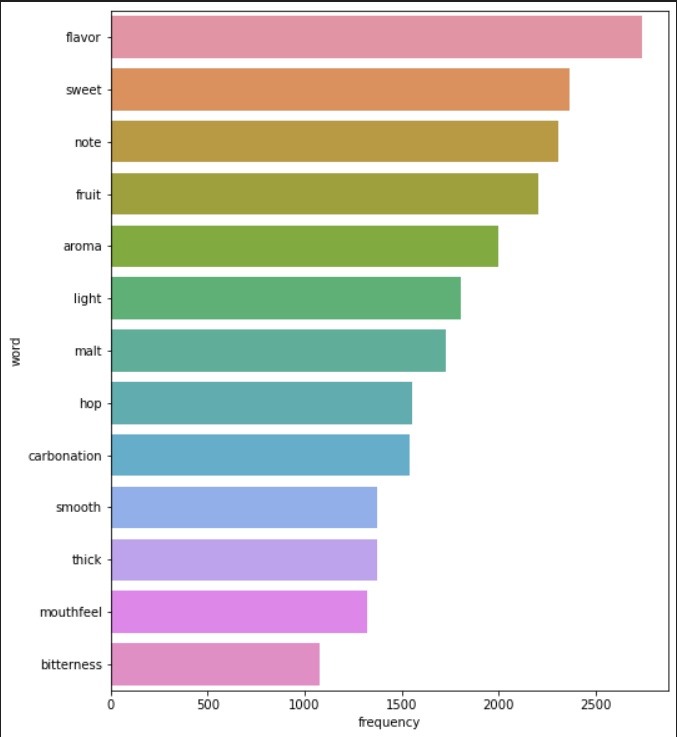 flavor
sweet
note
fruit
aroma
light
malt
word
hop
carbonation
smooth
thick
mouthfeel
bitterness
0 500 1000 1500 2000 2500
frequency